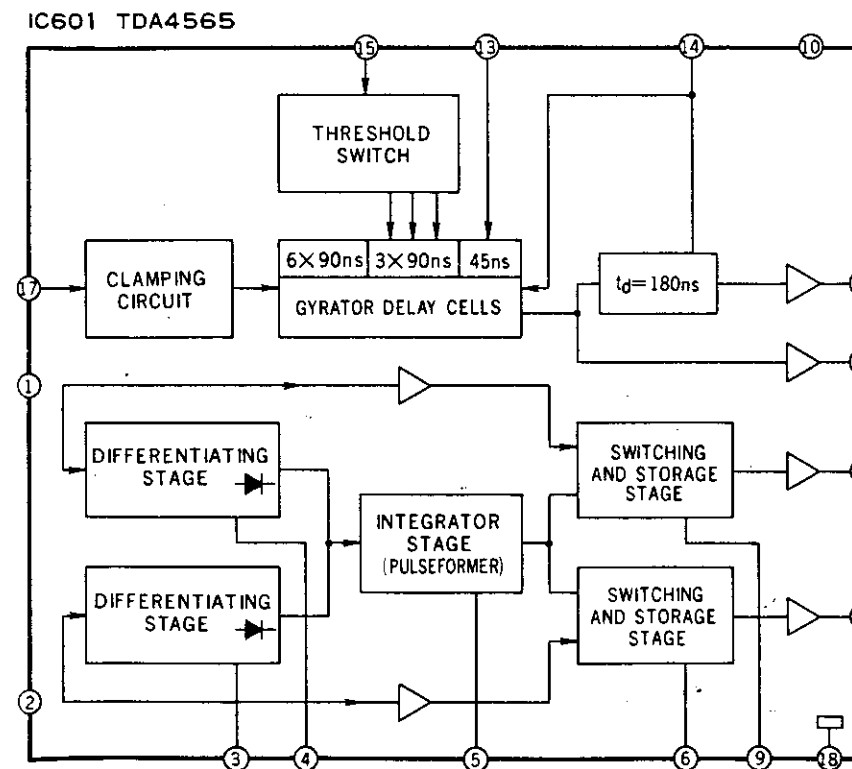 IC601 TDA4565
15
13
14
10
THRESHOLD
SWITCH
6×90ns
3×90ns
45ns
17
CLAMPING
CIRCUIT
GYRATOR DELAY CELLS
td=180ns
1
DIFFERENTIATING
STAGE
SWITCHING
AND STORAGE
STAGE
INTEGRATOR
STAGE
(PULSEFORMER)
DIFFERENTIATING
STAGE
SWITCHING
AND STORAGE
STAGE
2
3
4
5
6
9
18